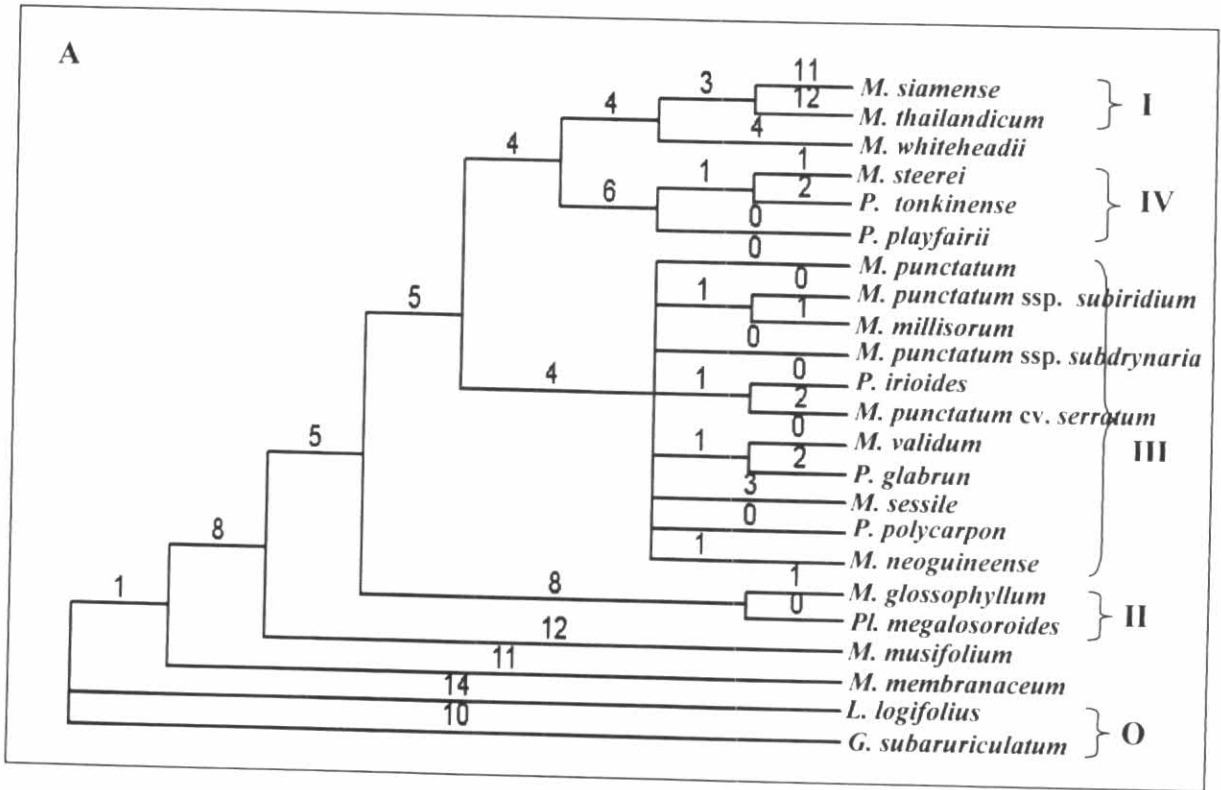 A
11
3
M. siamense
12
4
M. thailandicum
I
4
4
M. whiteheadii
1
1
M. steerei
2
6
P. tonkinense
IV
0
P. playfairii
0
5
M. punctatum
0
1
M. punctatum ssp. subiridium
1
M. millisorum
0
M. punctatum ssp. subdrynaria
0
4
1
P. irioides
2
M. punctatum cv. serratum
0
5
1
M. validum
2
III
P. glabrun
3
M. sessile
0
P. polycarpon
8
1
M. neoguineense
1
8
M. glossophyllum
1
0
II
Pl. megalosoroides
12
M. musifolium
11
M. membranaceum
14
L. logifolius
10
O
G. subaruriculatum